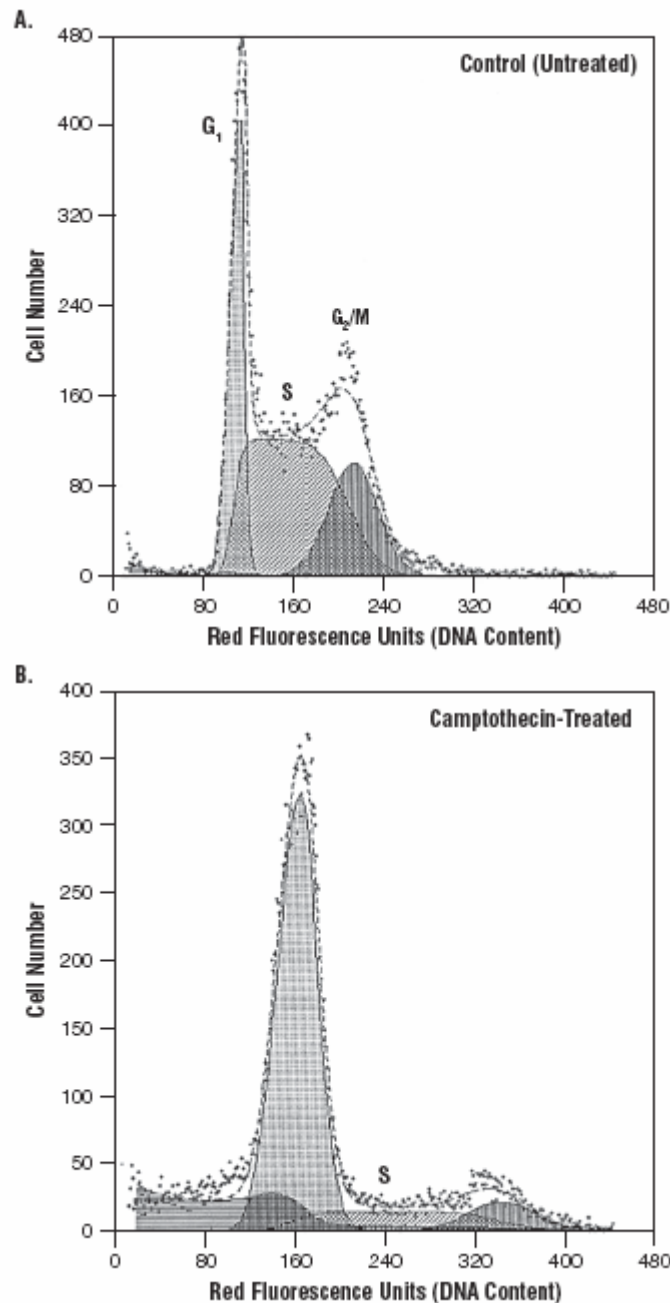 A.
Control (Untreated)
480
400
320
240
160
80
0
Cell Number
G₁
S
G₂/M
0 80 160 240 320 400 480
Red Fluorescence Units (DNA Content)
B.
Camptothecin-Treated
400
350
300
250
200
150
100
50
0
Cell Number
S
0 80 160 240 320 400 480
Red Fluorescence Units (DNA Content)